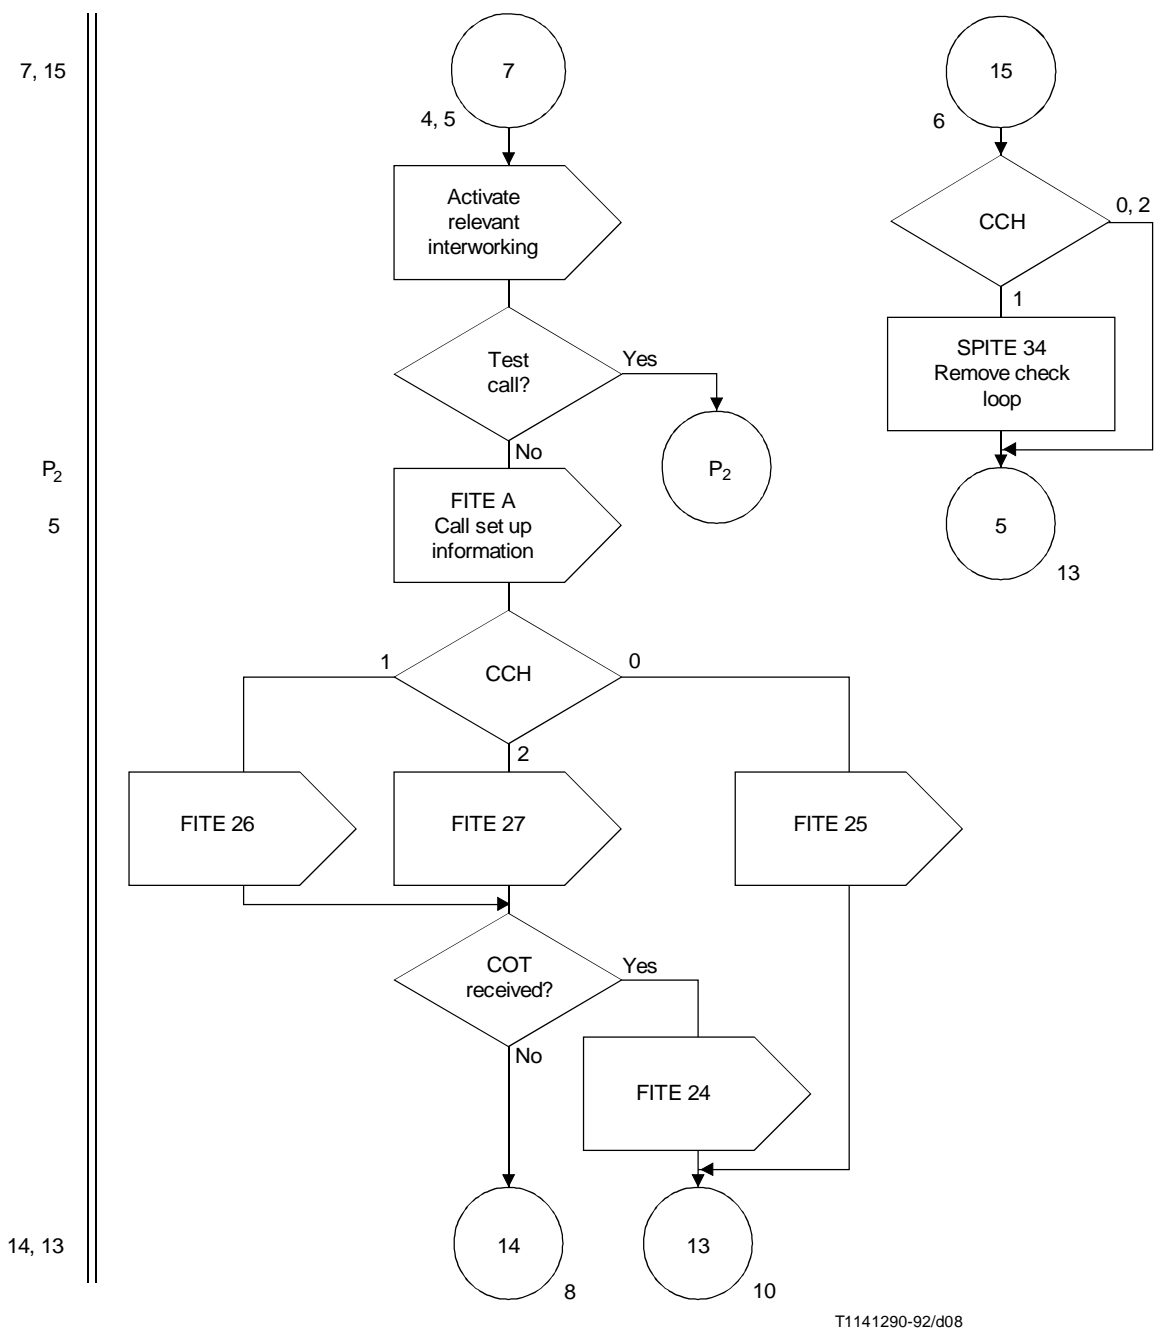 7, 15
7
15
4, 5
6
Activate
relevant
interworking
0, 2
CCH
1
Test
call?
Yes
SPITE 34
Remove check
loop
No
P2
P2
FITE A
Call set up
information
5
5
13
1
CCH
0
2
FITE 26
FITE 27
FITE 25
COT
received?
Yes
No
FITE 24
14, 13
14
13
8
10
T1141290-92/d08